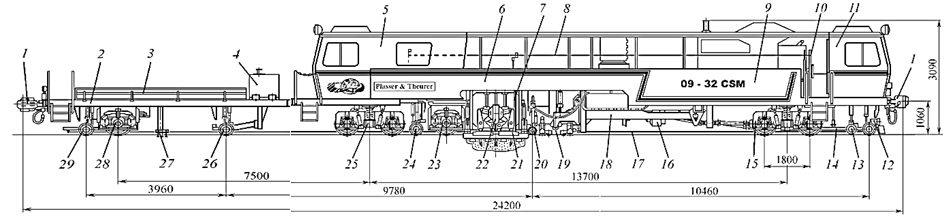 1 2 3 4 5 6 7 8 9 10 11 1
Plasser & Theurer
09 - 32 CSM
3090
1060
29 28 27 26 25 24 23 22 21 20 19 18 17 16 15 14 13 12
1800
7500 13700
3960 9780 10460
24200